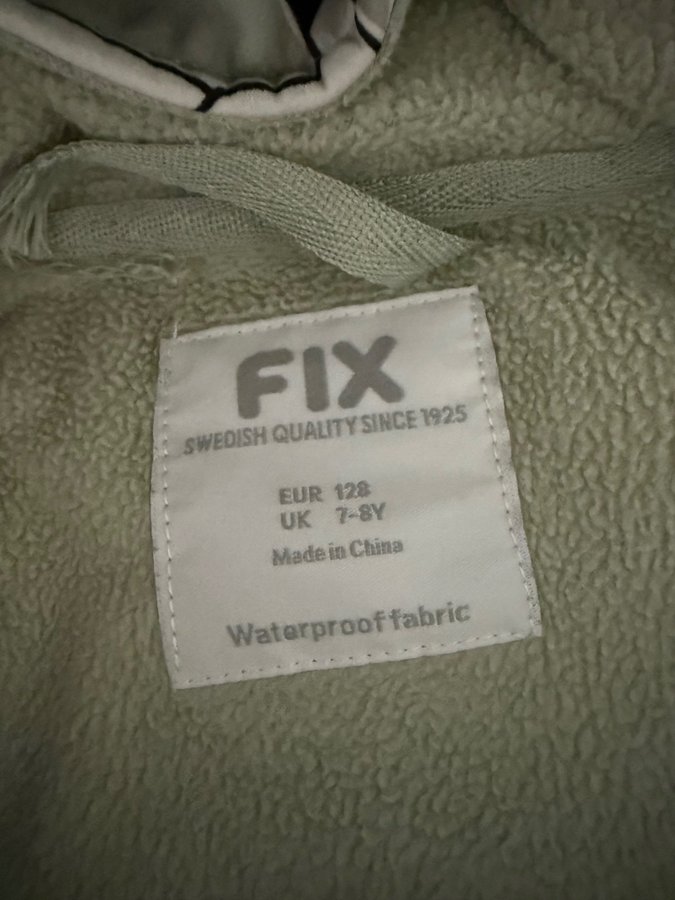 FIX
SWEDISH QUALITY SINCE 1925
EUR 128
UK 7-8Y
Made in China
Waterproof fabric